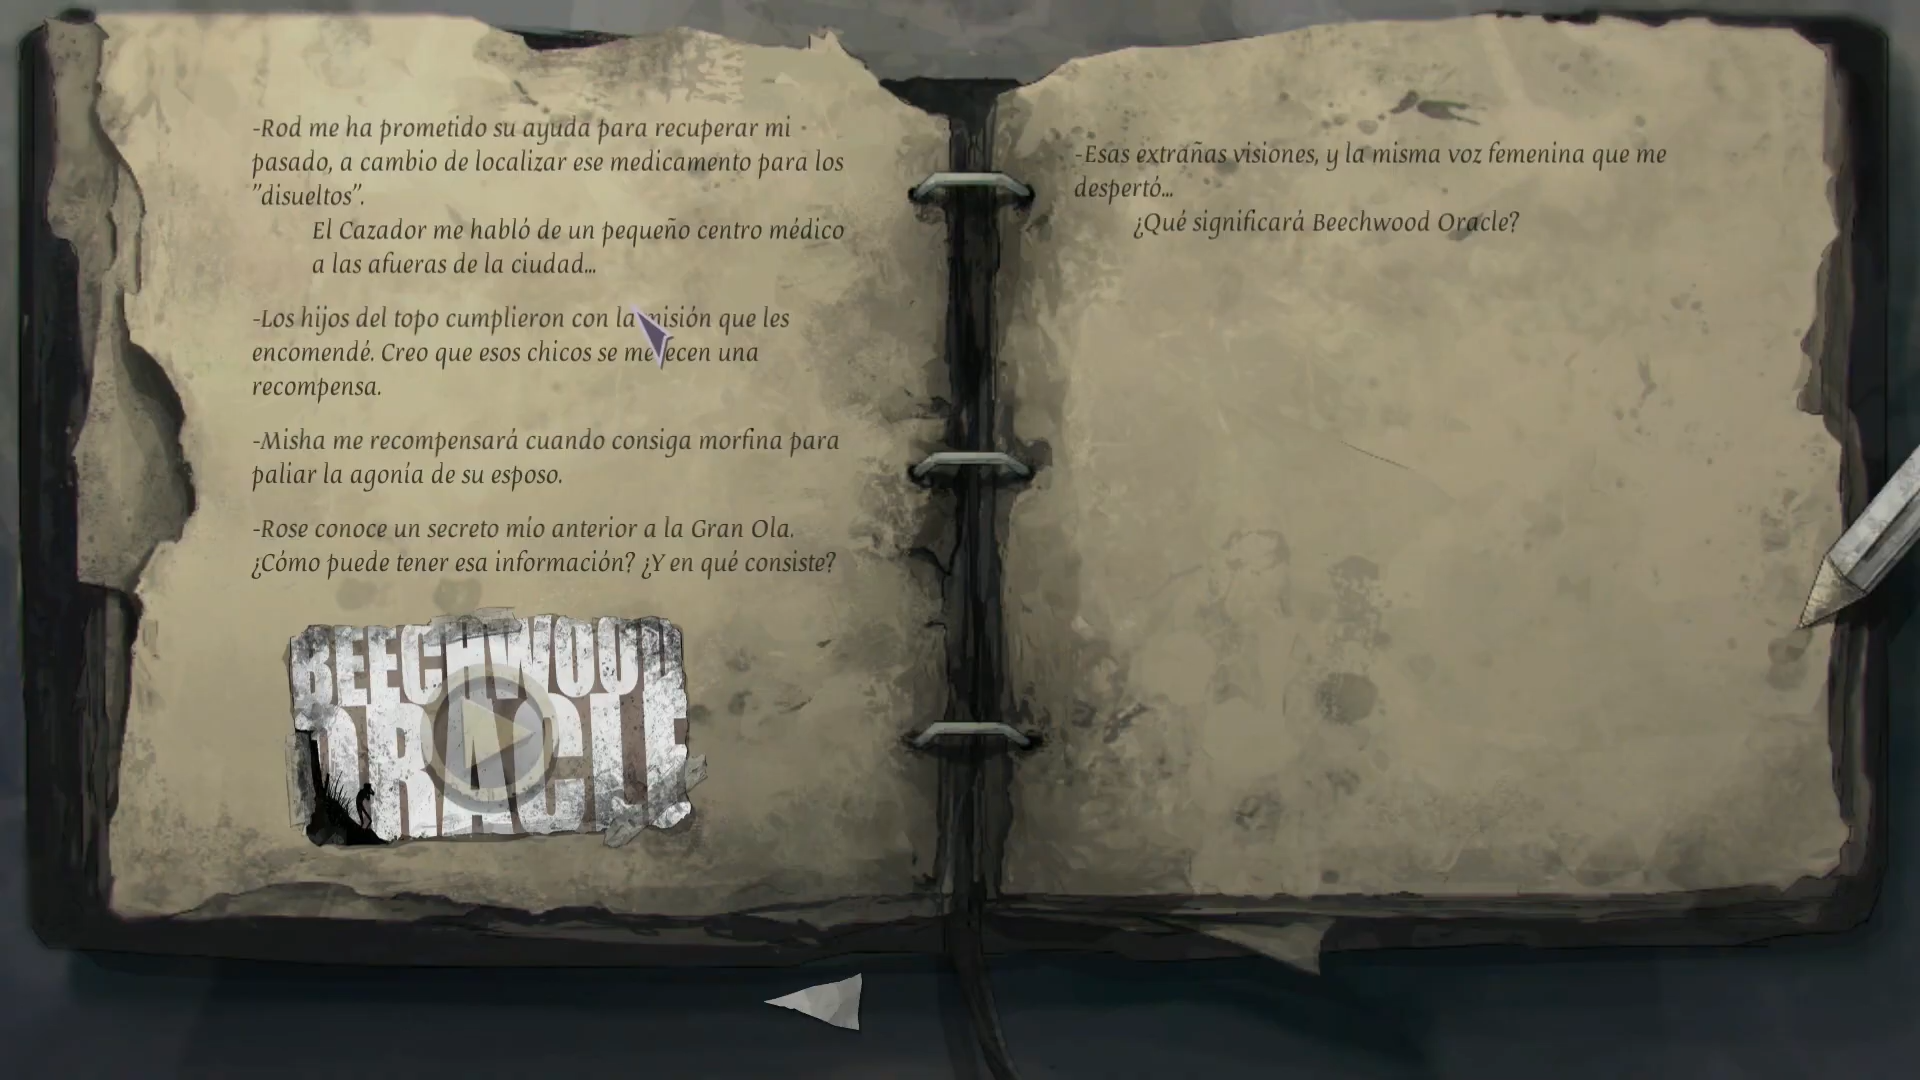 -Rod me ha prometido su ayuda para recuperar mi
pasado, a cambio de localizar ese medicamento para los
"disueltos".
El Cazador me habló de un pequeño centro médico
a las afueras de la ciudad...
-Los hijos del topo cumplieron con la misión que les
encomendé. Creo que esos chicos se merecen una
recompensa.
-Misha me recompensará cuando consiga morfina para
paliar la agonía de su esposo.
-Rose conoce un secreto mío anterior a la Gran Ola.
¿Cómo puede tener esa información? ¿Y en qué consiste?
BEECHWOOD
ORACLE
-Esas extrañas visiones, y la misma voz femenina que me
despertó...
¿Qué significará Beechwood Oracle?